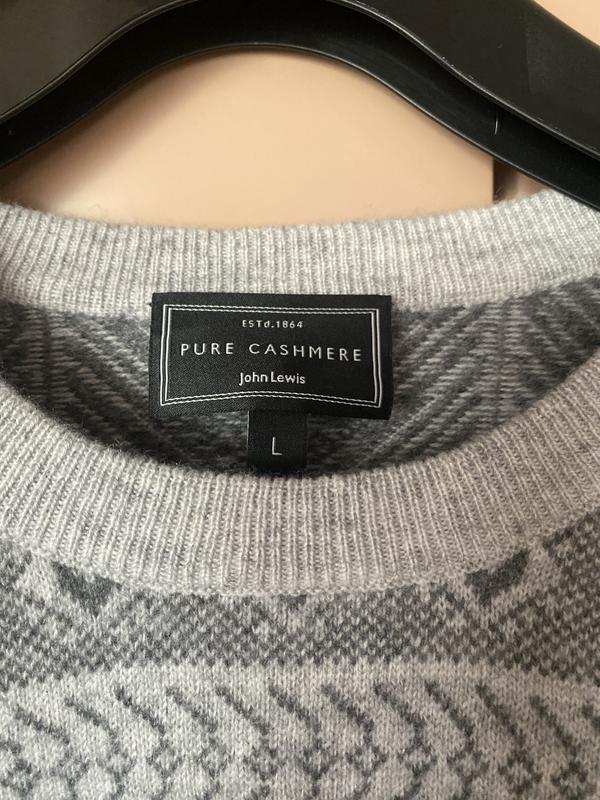 ESTd.1864
PURE CASHMERE
John Lewis
L